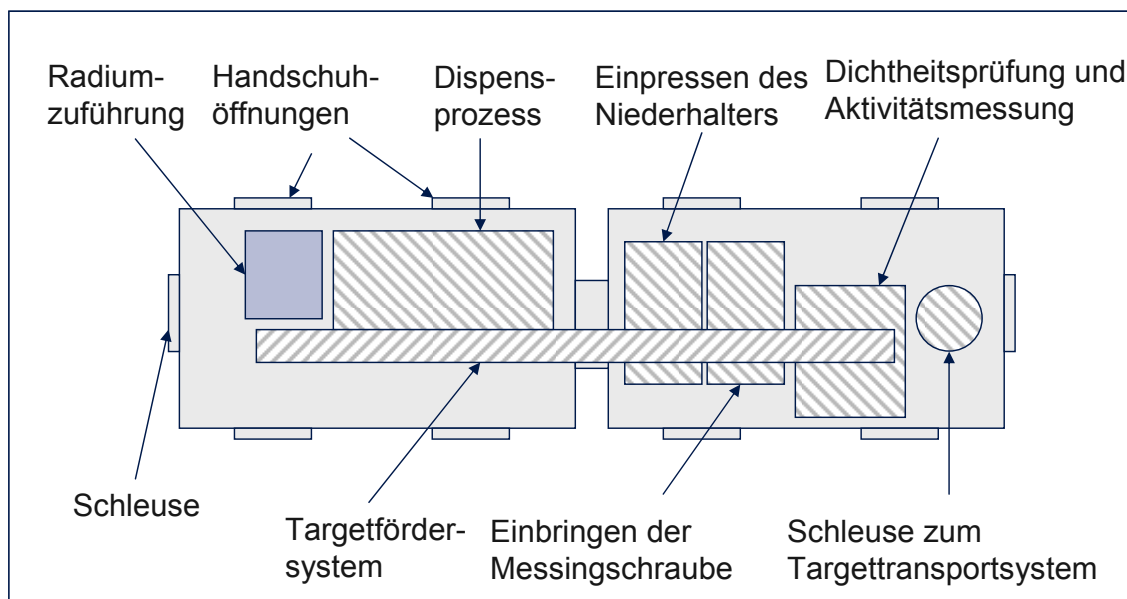 Radium-
zuführung
Handschuh-
öffnungen
Dispens-
prozess
Einpressen des
Niederhalters
Dichtheitsprüfung und
Aktivitätsmessung
Schleuse
Targetförder-
system
Einbringen der
Messingschraube
Schleuse zum
Targettransportsystem